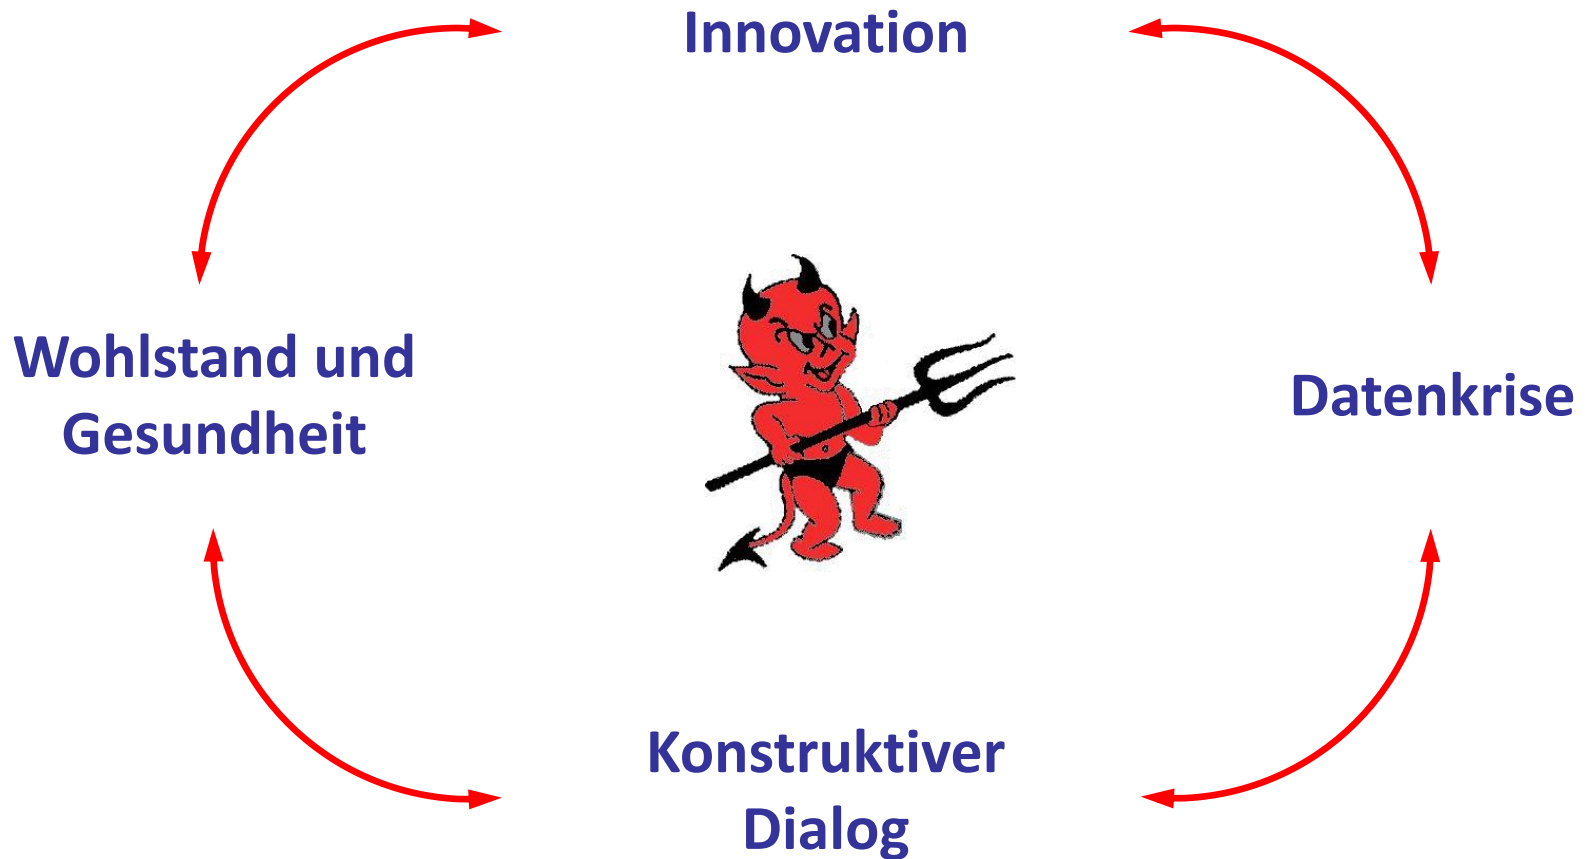 Innovation
Wohlstand und
Gesundheit
Datenkrise
Konstruktiver
Dialog